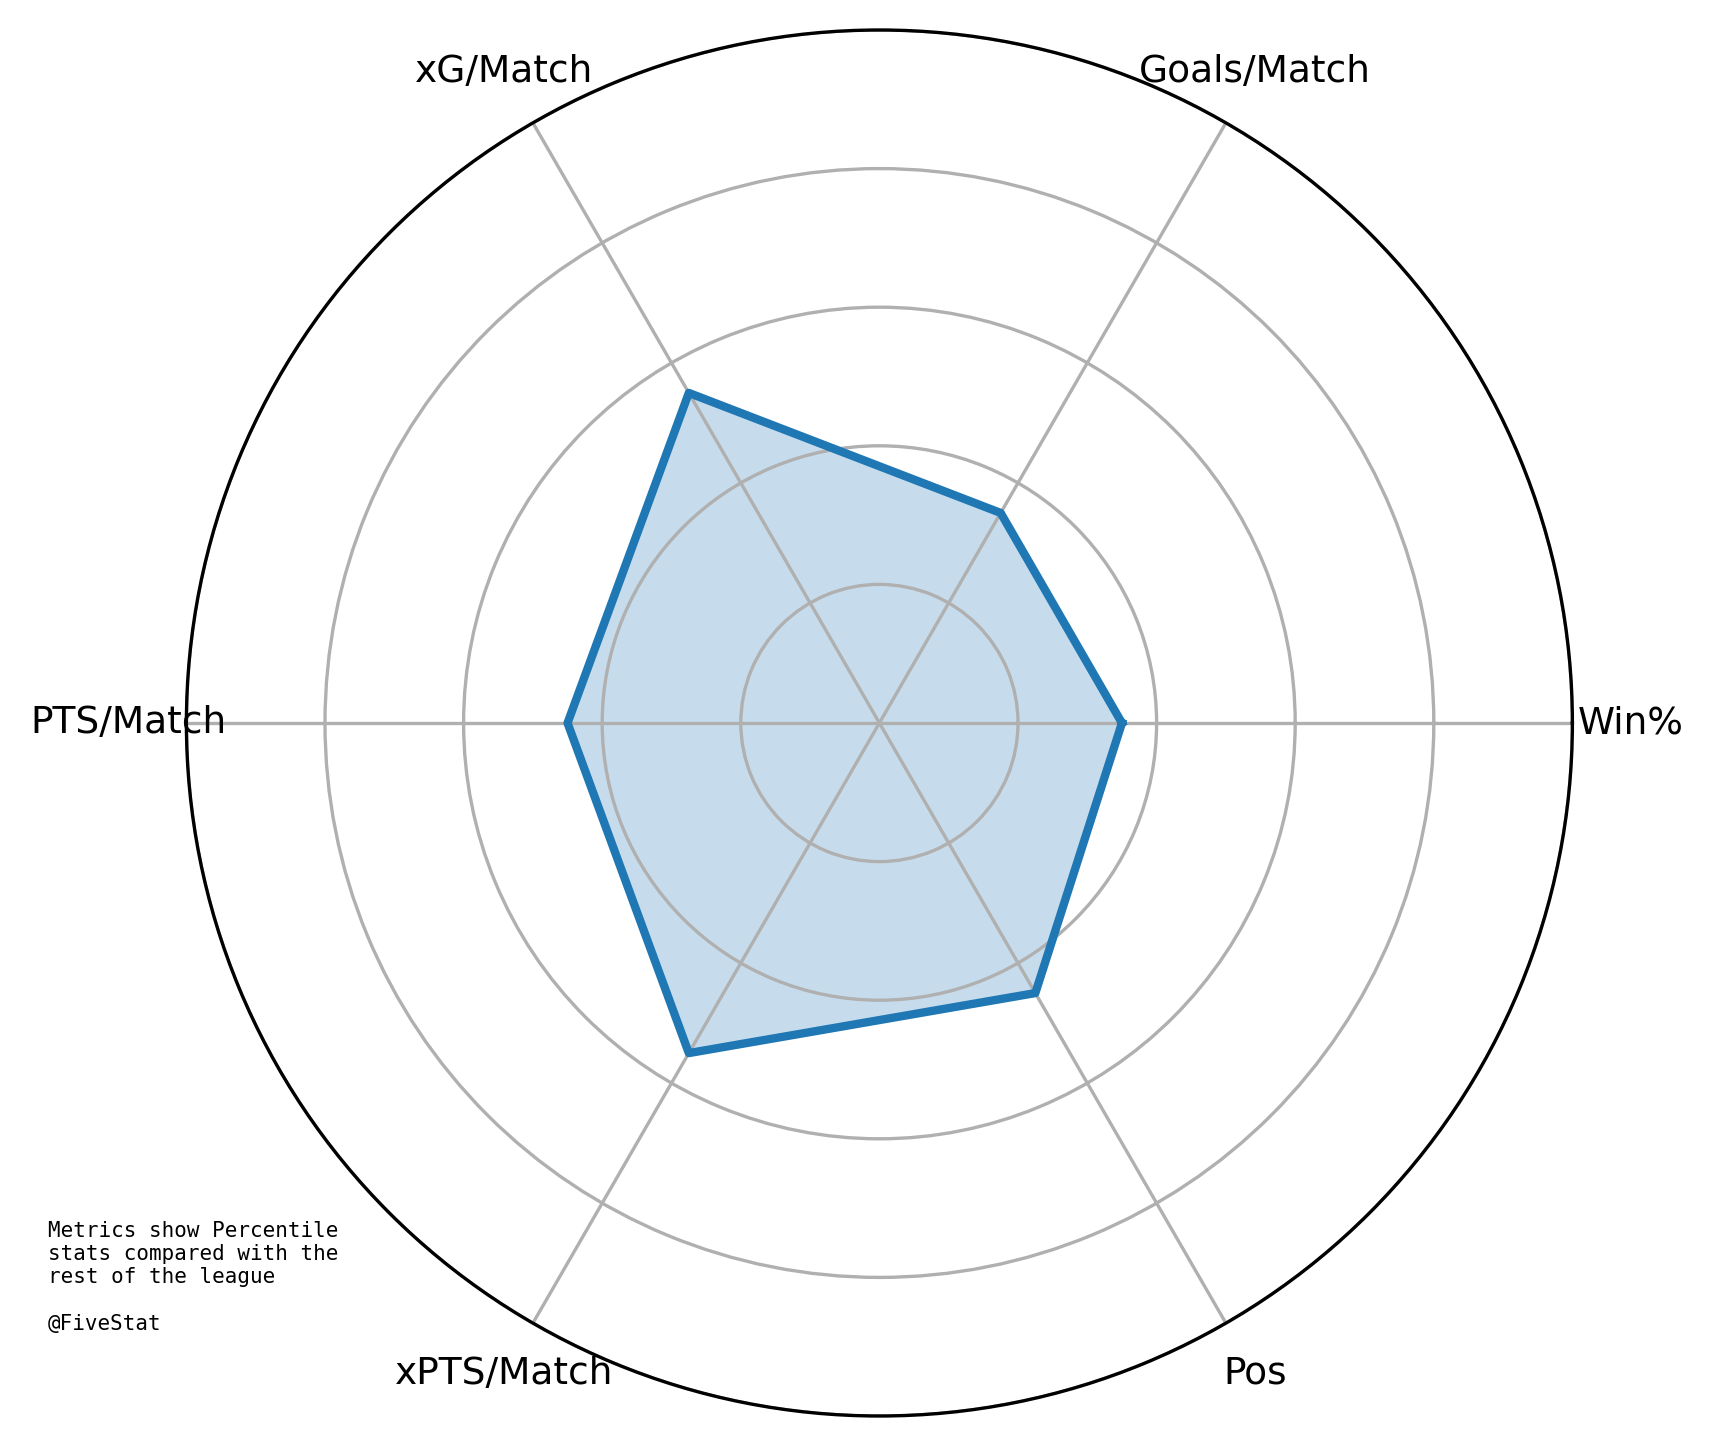 xG/Match
Goals/Match
PTS/Match
Win%
Metrics show Percentile
stats compared with the
rest of the league
@FiveStat
xPTS/Match
Pos